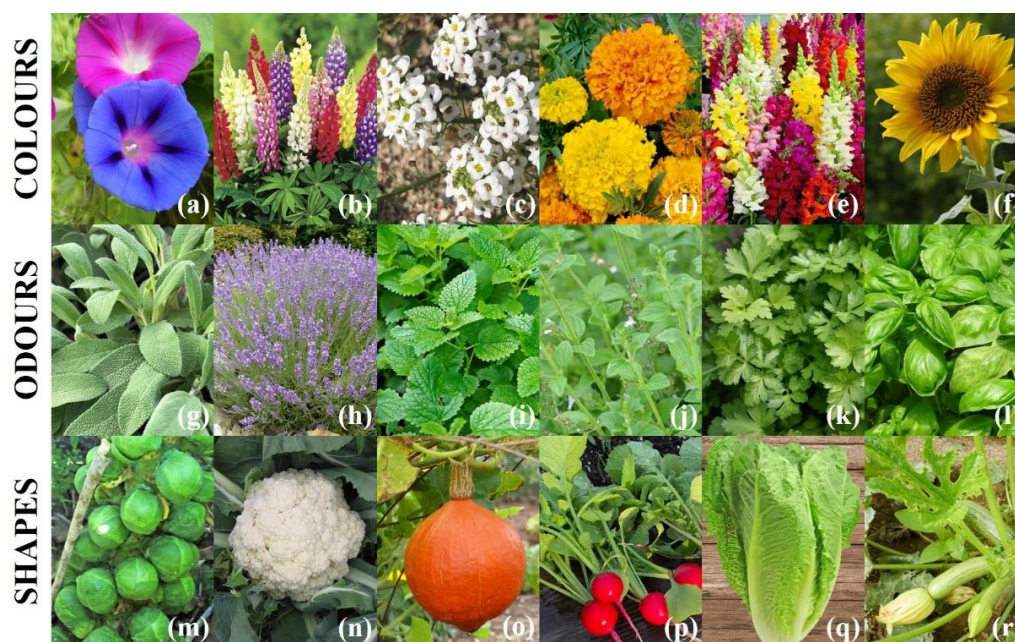 COLOURS
(a) (b) (c) (d) (e) (f)
ODOURS
(g) (h) (i) (j) (k) (l)
SHAPES
(m) (n) (o) (p) (q) (r)